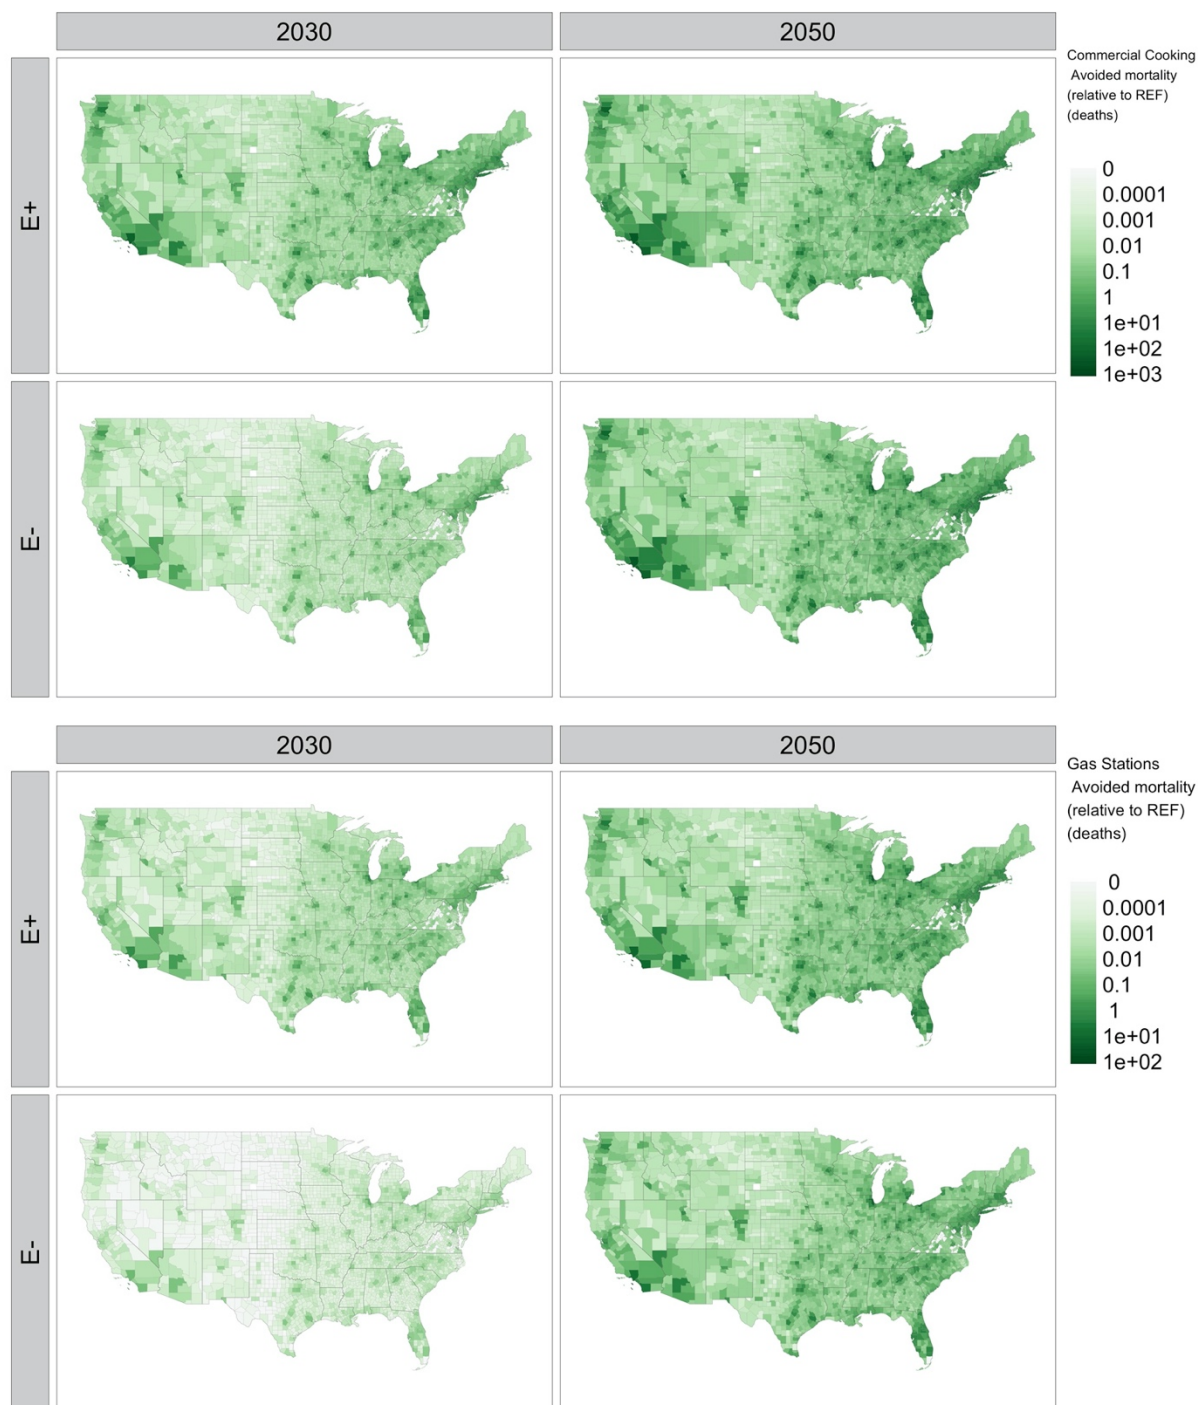 2030
2050
Commercial Cooking
Avoided mortality
(relative to REF)
(deaths)
0
0.0001
0.001
0.01
0.1
1
1e+01
1e+02
1e+03
E+
E-
2030
2050
Gas Stations
Avoided mortality
(relative to REF)
(deaths)
0
0.0001
0.001
0.01
0.1
1
1e+01
1e+02
E+
E-